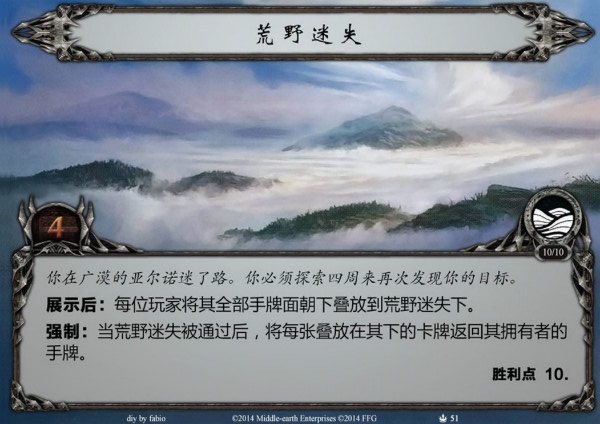 荒野迷失
4
10/10
你在广漠的亚尔诺迷了路。你必须探索四周来再次发现你的目标。
展示后：每位玩家将其全部手牌面朝下叠放到荒野迷失下。
强制：当荒野迷失被通过后，将每张叠放在其下的卡牌返回其拥有者的
手牌。
胜利点 10.
diy by fabio ©2014 Middle-earth Enterprises ©2014 FFG 51